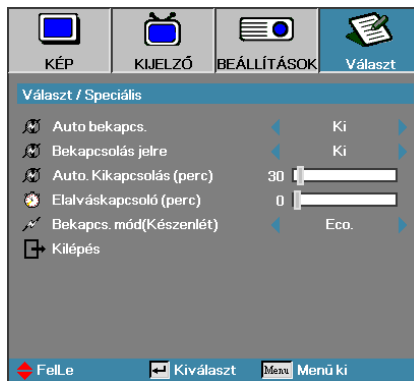 KÉP KIJELZŐ BEÁLLÍTÁSOK Választ
Választ / Speciális
Auto bekapcs. Ki
Bekapcsolás jelre Ki
Auto. Kikapcsolás (perc) 30
Elalváskapcsoló (perc) 0
Bekapcs. mód(Készenlét) Eco.
Kilépés
FelLe Kiválaszt Menu Menü ki